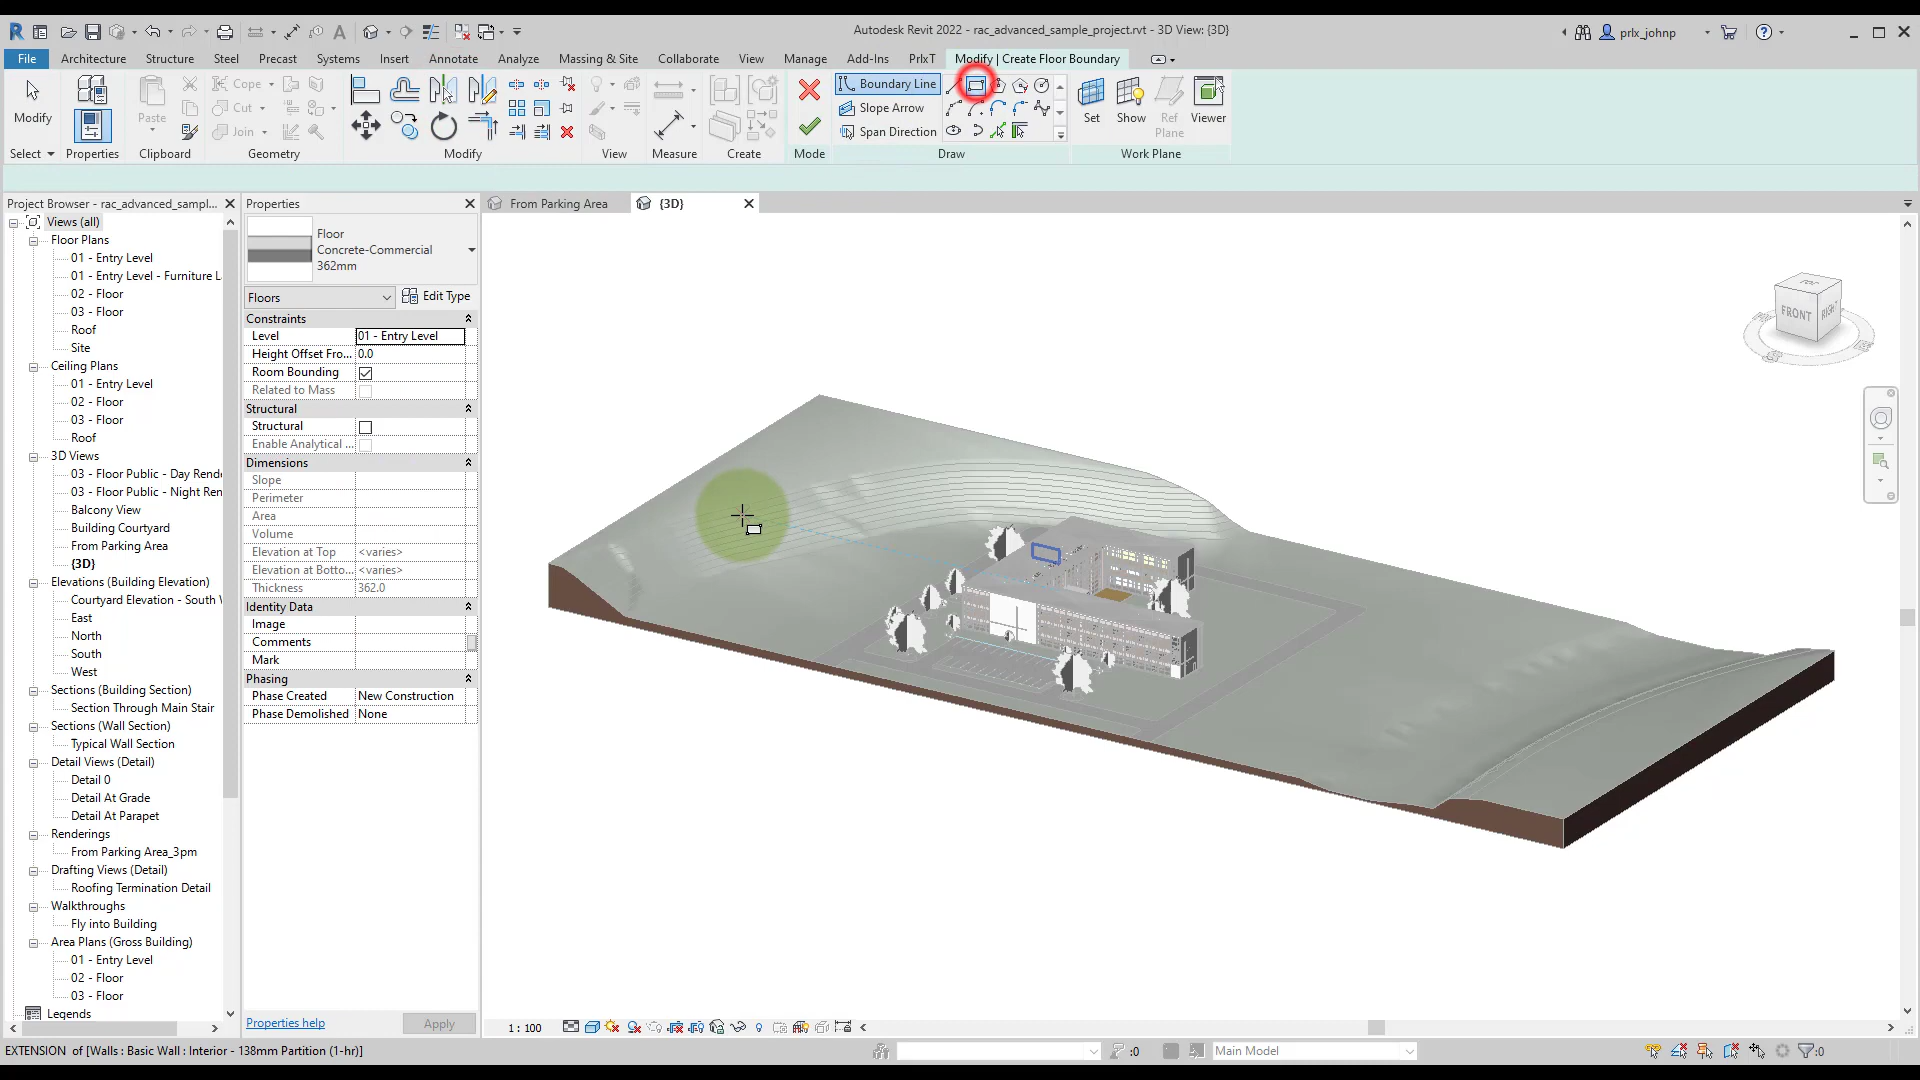 Autodesk Revit 2022 - rac_advanced_sample_project.rvt - 3D View: {3D}
prlx_johnp
File
Architecture
Structure
Steel
Precast
Systems
Insert
Annotate
Analyze
Massing & Site
Collaborate
View
Manage
Add-Ins
PrlxT
Modify | Create Floor Boundary
Modify
Paste
Cope
Cut
Join
Boundary Line
Slope Arrow
Span Direction
Set
Show
Ref Plane
Viewer
Select
Properties
Clipboard
Geometry
Modify
View
Measure
Create
Mode
Draw
Work Plane
Project Browser - rac_advanced_sampl...
Views (all)
Floor Plans
01 - Entry Level
01 - Entry Level - Furniture L
02 - Floor
03 - Floor
Roof
Site
Ceiling Plans
01 - Entry Level
02 - Floor
03 - Floor
Roof
3D Views
03 - Floor Public - Day Rende
03 - Floor Public - Night Ren
Balcony View
Building Courtyard
From Parking Area
{3D}
Elevations (Building Elevation)
Courtyard Elevation - South W
East
North
South
West
Sections (Building Section)
Section Through Main Stair
Sections (Wall Section)
Typical Wall Section
Detail Views (Detail)
Detail 0
Detail At Grade
Detail At Parapet
Renderings
From Parking Area_3pm
Drafting Views (Detail)
Roofing Termination Detail
Walkthroughs
Fly into Building
Area Plans (Gross Building)
01 - Entry Level
02 - Floor
03 - Floor
Legends
Properties
Floor
Concrete-Commercial
362mm
Floors
Edit Type
Constraints
Level 01 - Entry Level
Height Offset Fro... 0.0
Room Bounding
Related to Mass
Structural
Structural
Enable Analytical ...
Dimensions
Slope
Perimeter
Area
Volume
Elevation at Top <varies>
Elevation at Botto... <varies>
Thickness 362.0
Identity Data
Image
Comments
Mark
Phasing
Phase Created New Construction
Phase Demolished None
Properties help
Apply
From Parking Area
{3D}
FRONT
RIGHT
1 : 100
EXTENSION of [Walls : Basic Wall : Interior - 138mm Partition (1-hr)]
:0
Main Model
:0